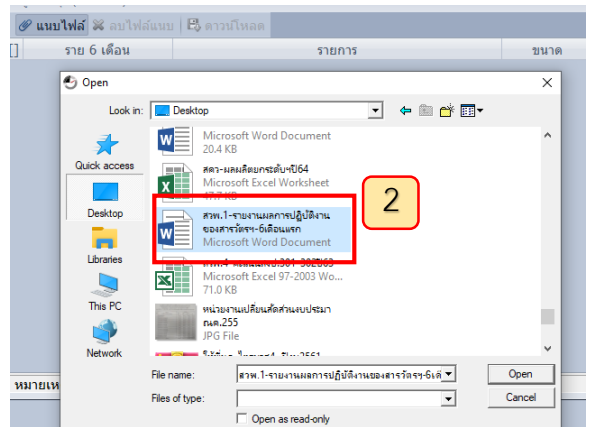 แนบไฟล์ ลบไฟล์แนบ ดาวน์โหลด
[] ราย 6 เดือน รายการ ขนาด
Open
Look in: Desktop
Quick access
Desktop
Libraries
This PC
Network
Microsoft Word Document
20.4 KB
สตว-ผลผลิตยกระดับฯปี64
Microsoft Excel Worksheet
47.7 KB
สวพ.1-รายงานผลการปฏิบัติงาน
ของสารวัตรฯ-6เดือนแรก
Microsoft Word Document
2
Microsoft Excel 97-2003 Wo...
71.0 KB
หน่วยงานเปลี่ยนสัดส่วนงบประมา
ณต.255
JPG File
File name: สวพ.1-รายงานผลการปฏิบัติงานของสารวัตรฯ-6เดื
Open
Files of type:
Cancel
Open as read-only
หมายเห